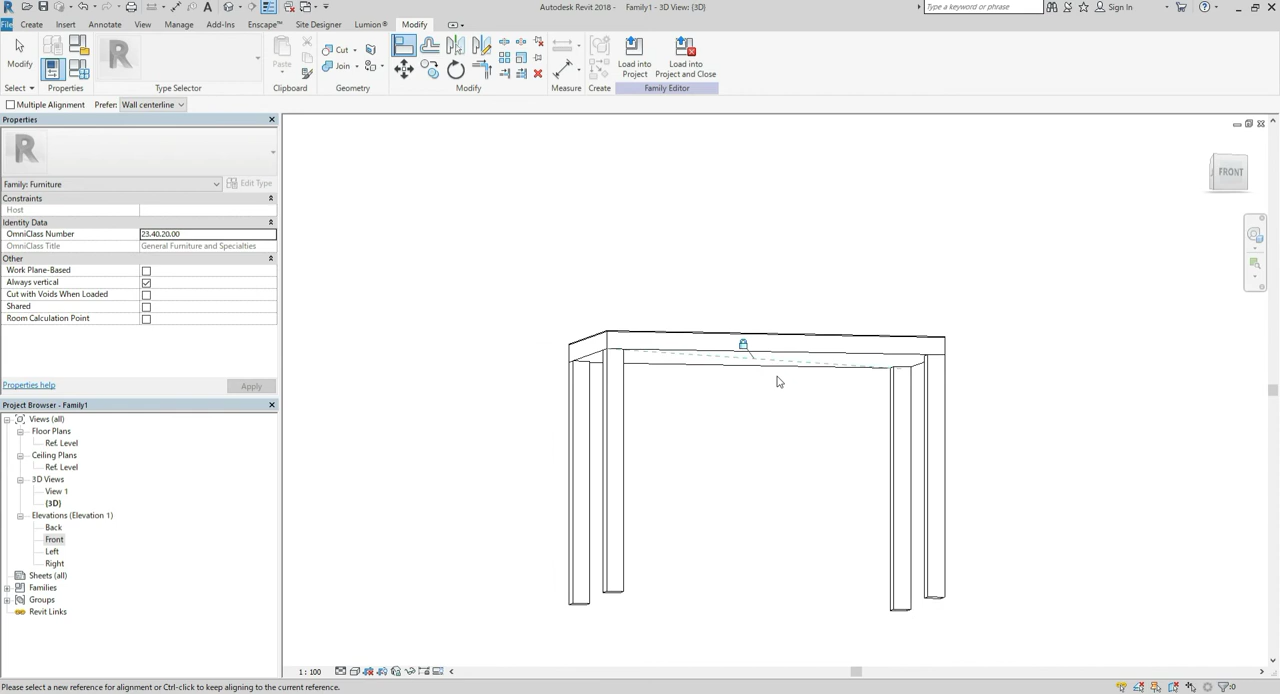 Autodesk Revit 2018 - Family1 - 3D View: {3D}
Type a keyword or phrase
Sign In
File Create Insert Annotate View Manage Add-Ins Enscape™ Site Designer Lumion® Modify
Modify
Paste
Cut
Join
Load into
Project
Load into
Project and Close
Select Properties Type Selector Clipboard Geometry Modify Measure Create Family Editor
Multiple Alignment Prefer: Wall centerline
Properties
Family: Furniture Edit Type
Constraints
Host
Identity Data
OmniClass Number 23.40.20.00
OmniClass Title General Furniture and Specialties
Other
Work Plane-Based
Always vertical
Cut with Voids When Loaded
Shared
Room Calculation Point
Properties help Apply
Project Browser - Family1
Views (all)
Floor Plans
Ref. Level
Ceiling Plans
Ref. Level
3D Views
View 1
{3D}
Elevations (Elevation 1)
Back
Front
Left
Right
Sheets (all)
Families
Groups
Revit Links
FRONT
1 : 100
Please select a new reference for alignment or Ctrl-click to keep aligning to the current reference.
:0